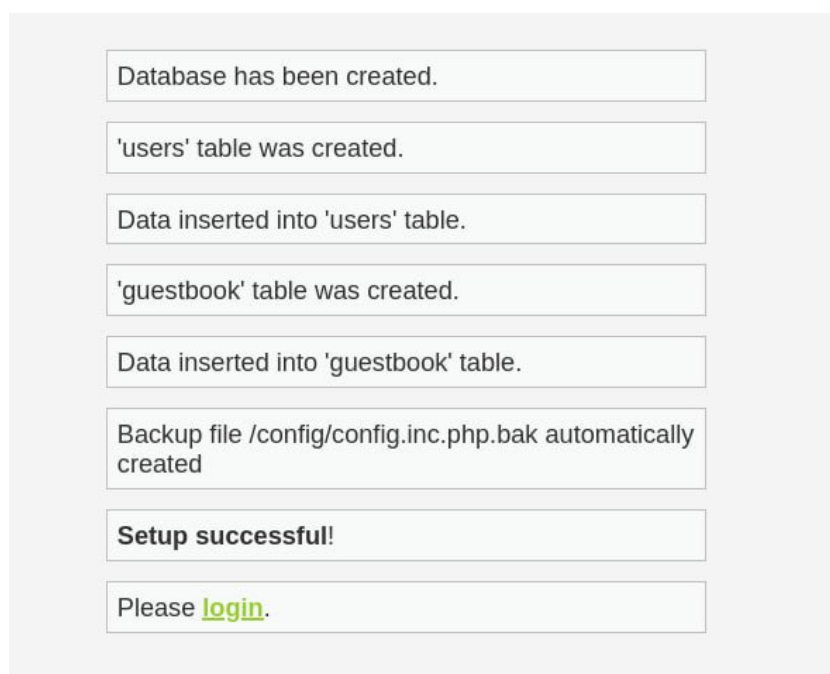 Database has been created.
'users' table was created.
Data inserted into 'users' table.
'guestbook' table was created.
Data inserted into 'guestbook' table.
Backup file /config/config.inc.php.bak automatically
created
Setup successful!
Please login.